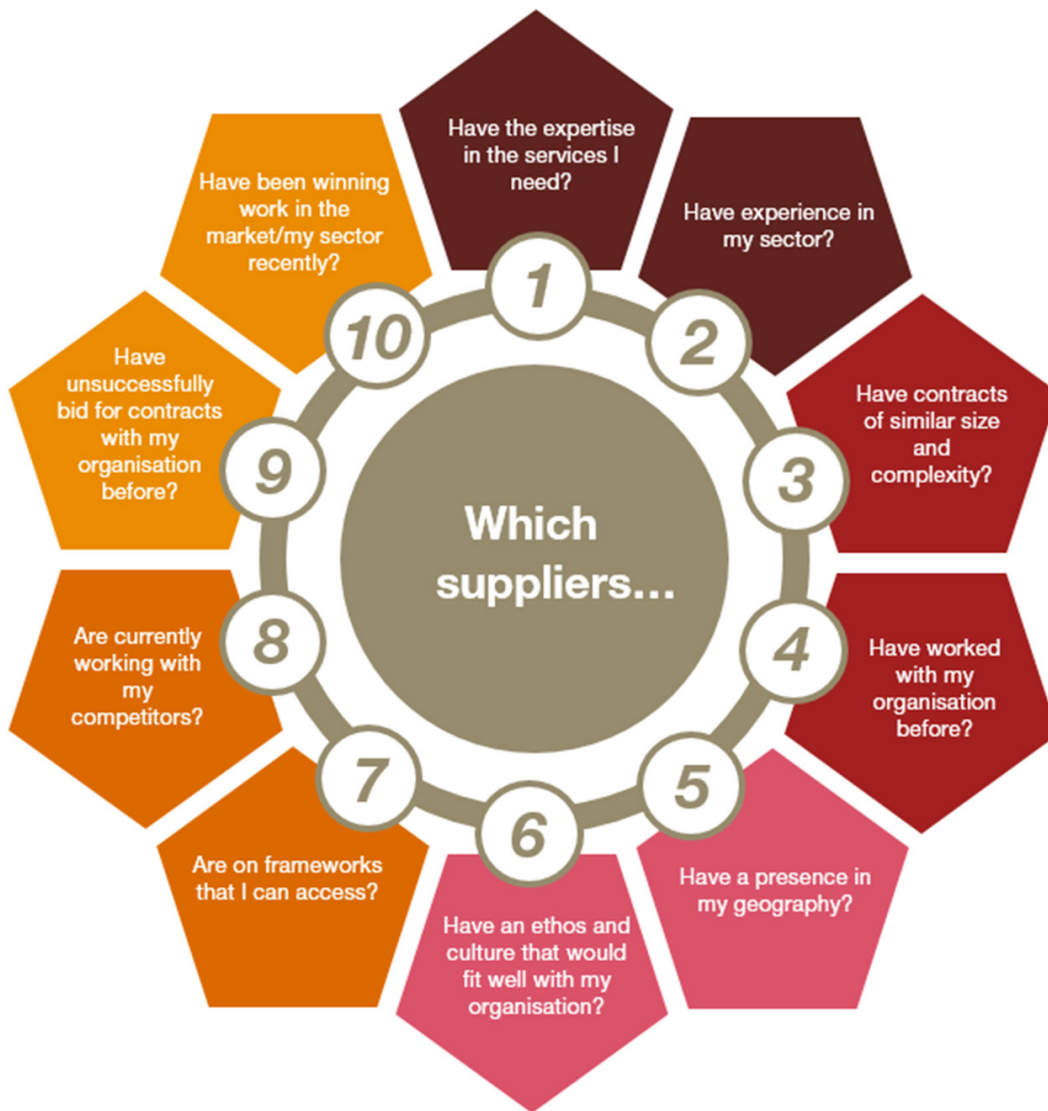 Which
suppliers...
1
Have the expertise
in the services I
need?
2
Have experience in
my sector?
3
Have contracts
of similar size
and
complexity?
4
Have worked
with my
organisation
before?
5
Have a presence in
my geography?
6
Have an ethos and
culture that would
fit well with my
organisation?
7
Are on frameworks
that I can access?
8
Are currently
working with
my
competitors?
9
Have
unsuccessfully
bid for contracts
with my
organisation
before?
10
Have been winning
work in the
market/my sector
recently?